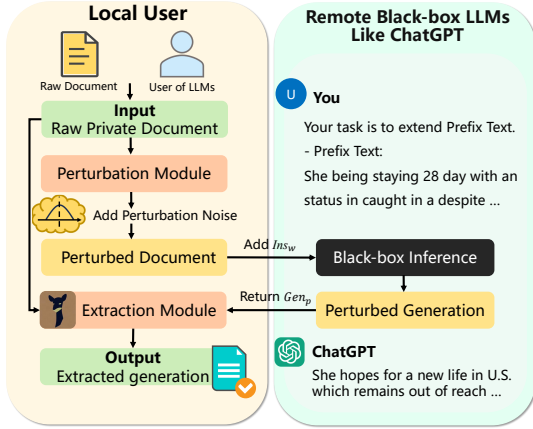 Local User
Raw Document
User of LLMs
Input
Raw Private Document
Perturbation Module
Add Perturbation Noise
Perturbed Document
Extraction Module
Output
Extracted generation
Add Ins_w
Return Gen_p
Remote Black-box LLMs
Like ChatGPT
U
You
Your task is to extend Prefix Text.
- Prefix Text:
She being staying 28 day with an
status in caught in a despite ...
Black-box Inference
Perturbed Generation
ChatGPT
She hopes for a new life in U.S.
which remains out of reach ...